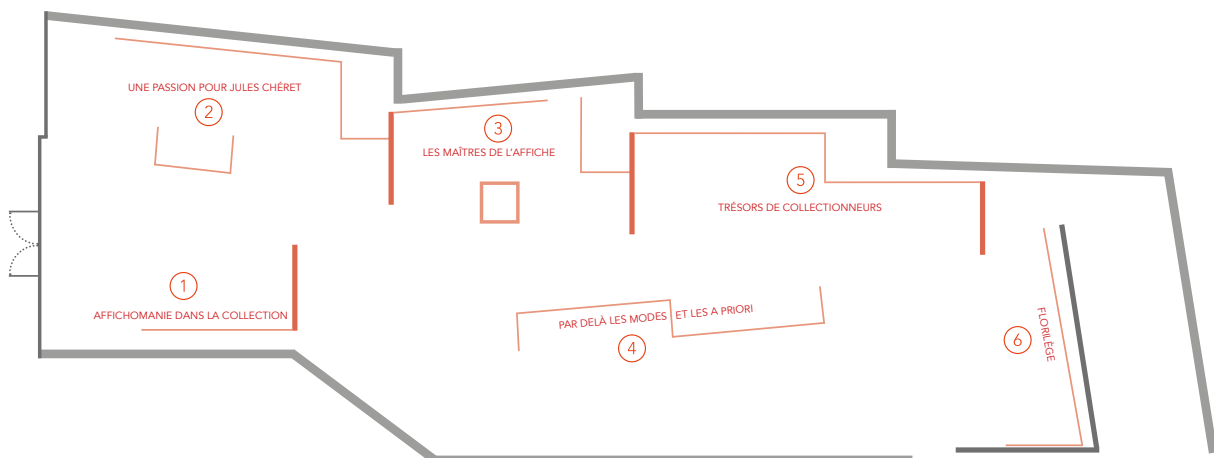 UNE PASSION POUR JULES CHÉRET
2
3
LES MAÎTRES DE L'AFFICHE
5
TRÉSORS DE COLLECTIONNEURS
1
AFFICHOMANIE DANS LA COLLECTION
PAR DELÀ LES MODES ET LES A PRIORI
4
6
FLORILÈGE